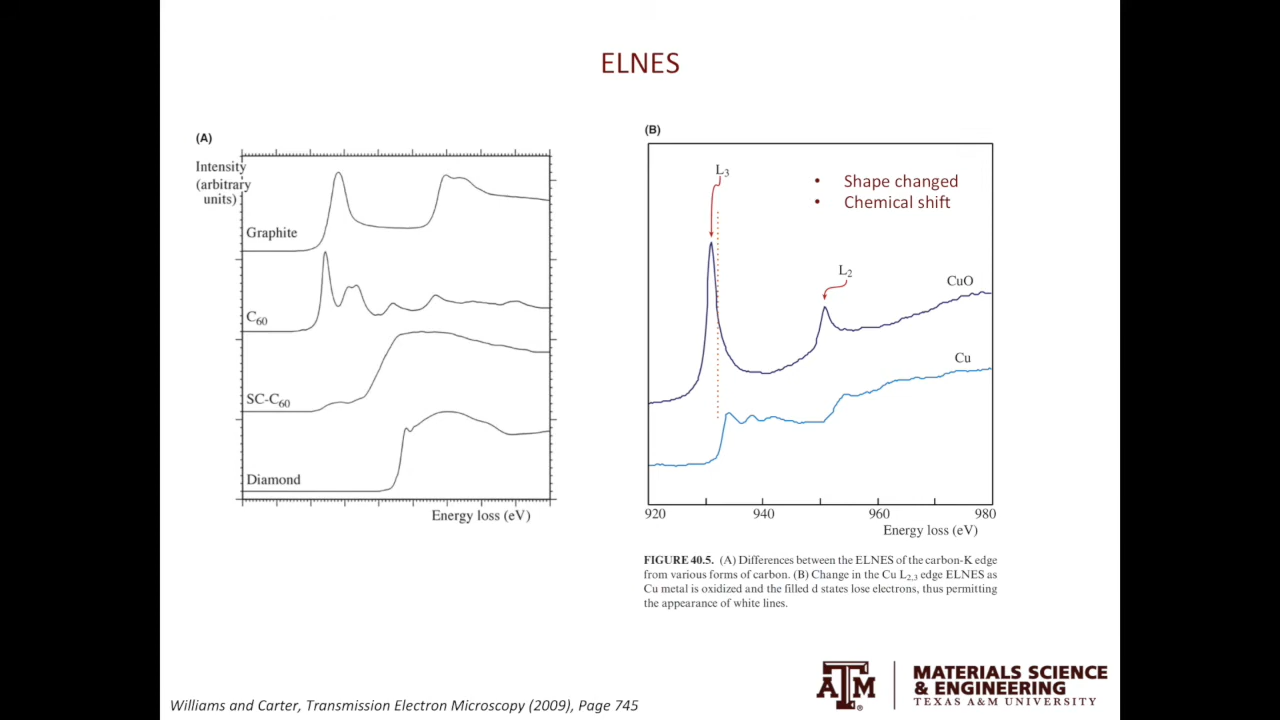 ELNES
(A)
Intensity
(arbitrary
units)
Graphite
C60
SC-C60
Diamond
Energy loss (eV)
(B)
L3
• Shape changed
• Chemical shift
L2
CuO
Cu
920 940 960 980
Energy loss (eV)
FIGURE 40.5. (A) Differences between the ELNES of the carbon-K edge
from various forms of carbon. (B) Change in the Cu L2,3 edge ELNES as
Cu metal is oxidized and the filled d states lose electrons, thus permitting
the appearance of white lines.
Williams and Carter, Transmission Electron Microscopy (2009), Page 745
ATM
MATERIALS SCIENCE
& ENGINEERING
TEXAS A&M UNIVERSITY